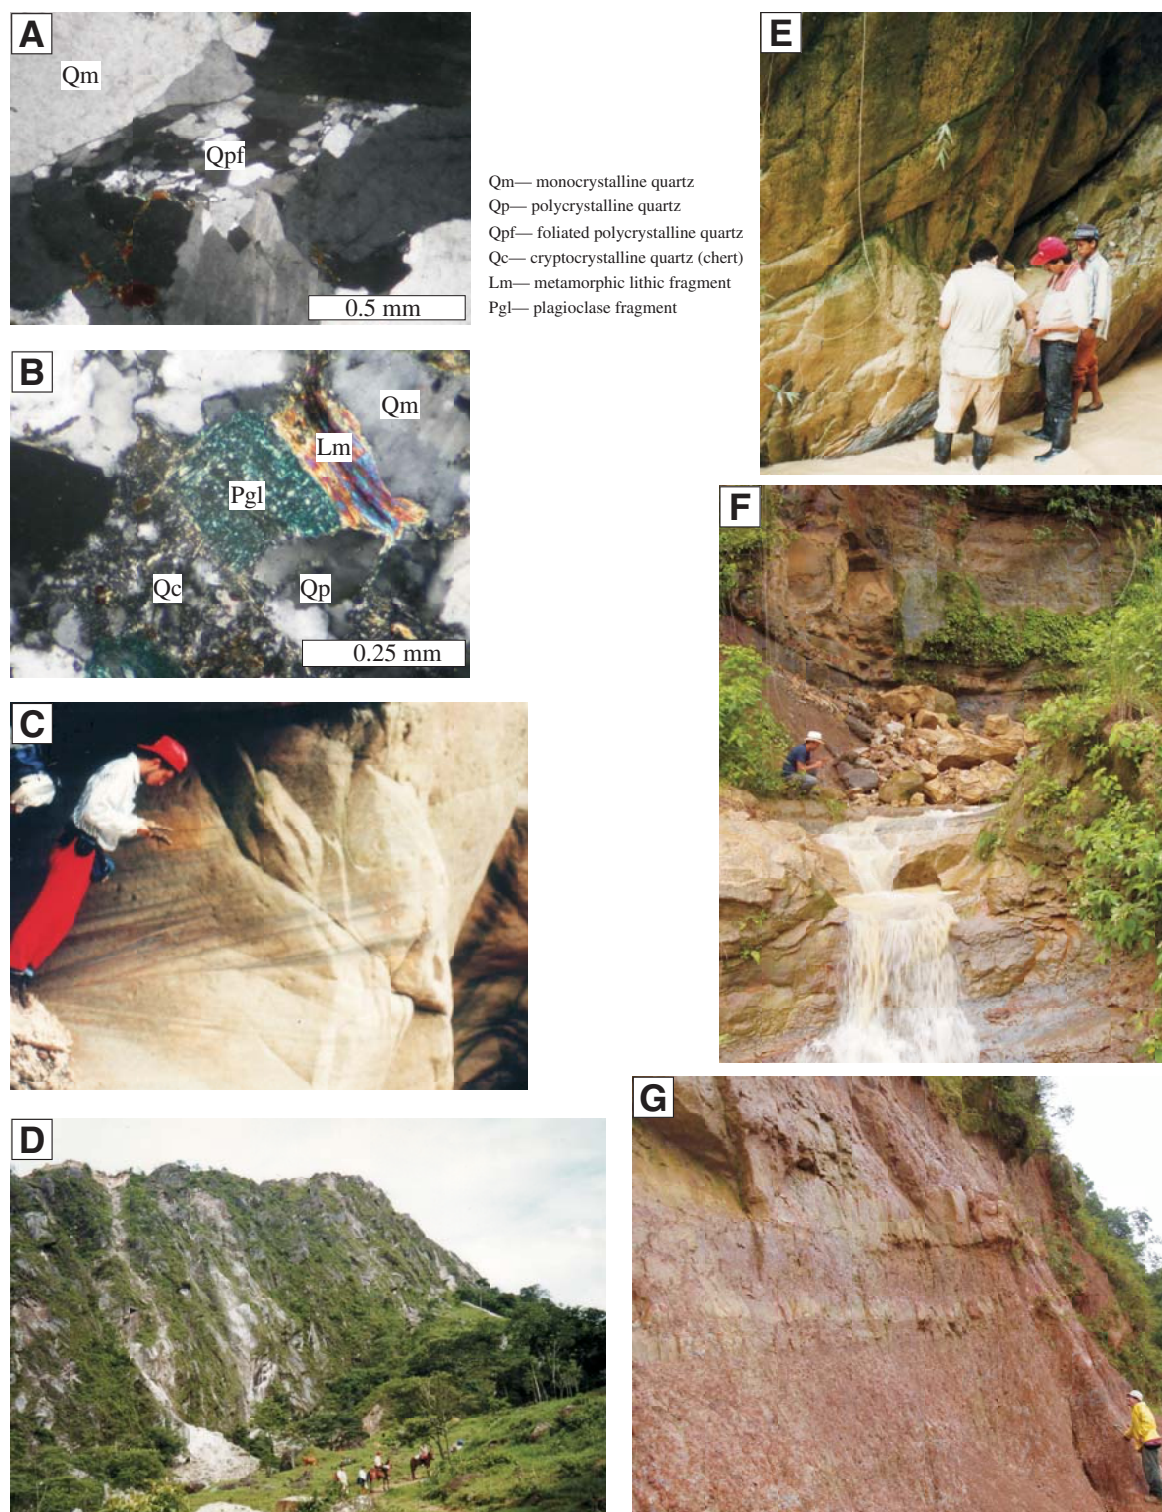 A
Qm
Qpf
0.5 mm
Qm— monocrystalline quartz
Qp— polycrystalline quartz
Qpf— foliated polycrystalline quartz
Qc— cryptocrystalline quartz (chert)
Lm— metamorphic lithic fragment
Pgl— plagioclase fragment
B
Qm
Lm
Pgl
Qc
Qp
0.25 mm
C
D
E
F
G